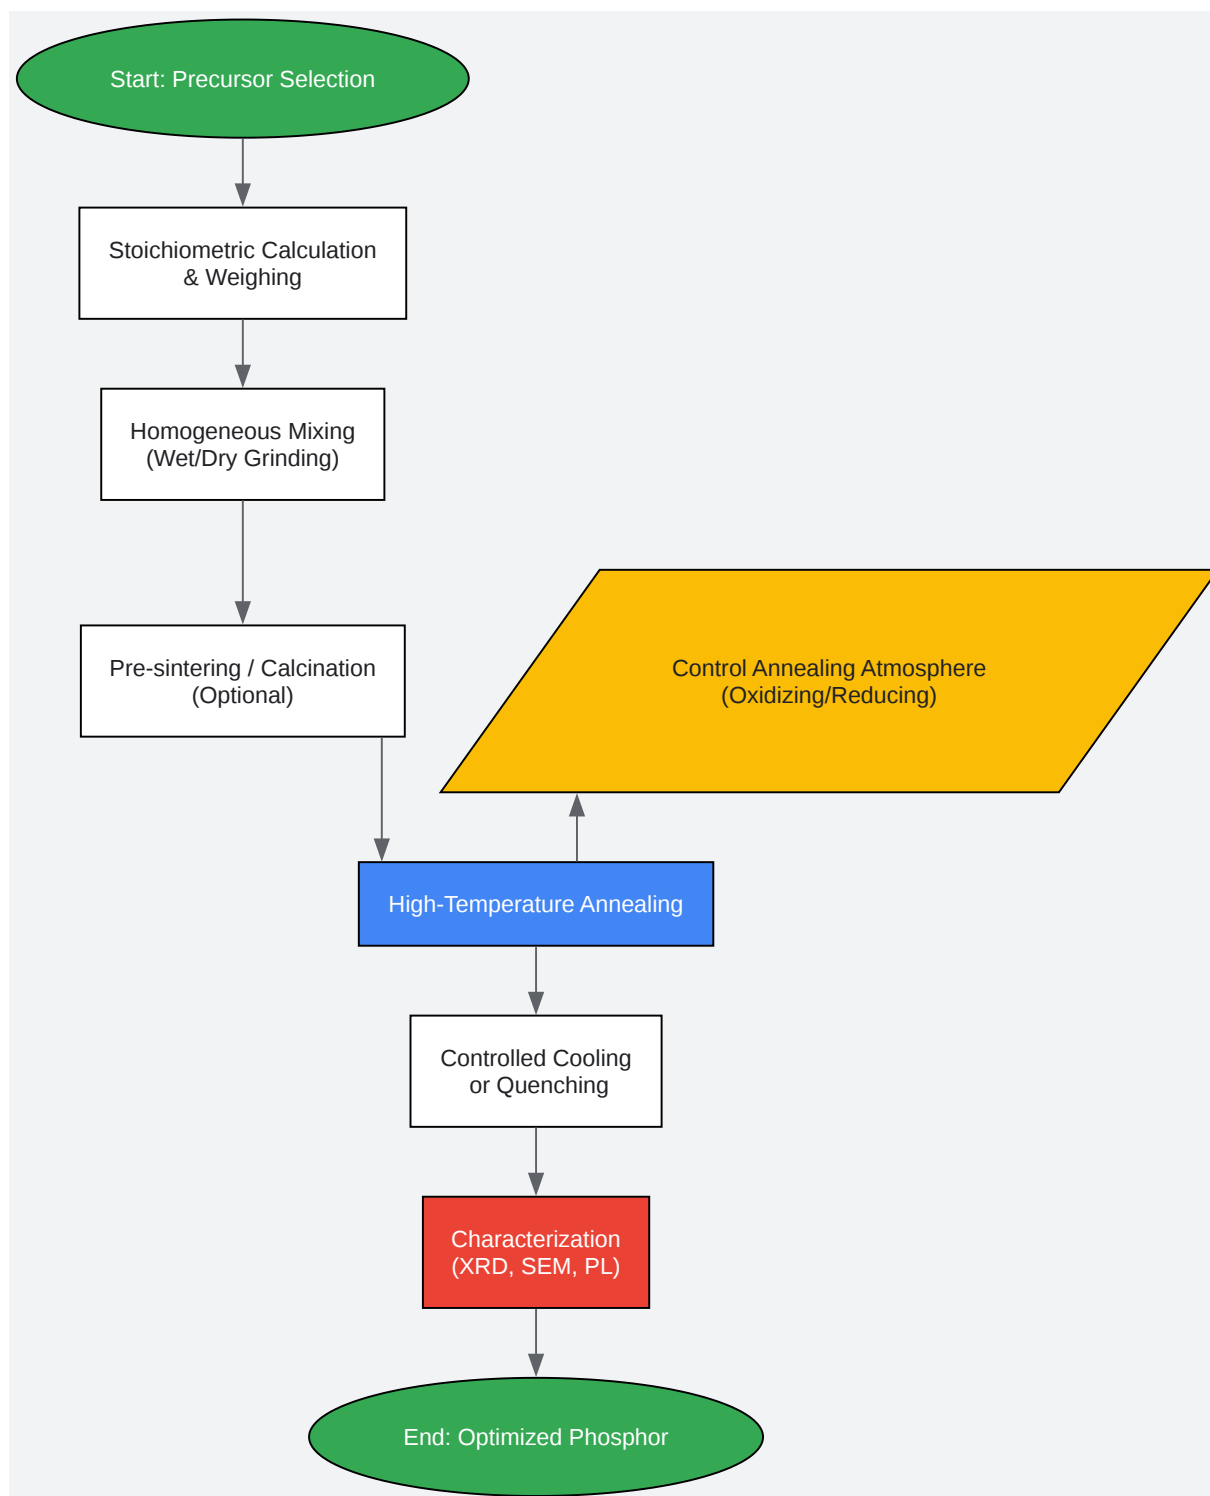 Start: Precursor Selection
Stoichiometric Calculation
& Weighing
Homogeneous Mixing
(Wet/Dry Grinding)
Pre-sintering / Calcination
(Optional)
Control Annealing Atmosphere
(Oxidizing/Reducing)
High-Temperature Annealing
Controlled Cooling
or Quenching
Characterization
(XRD, SEM, PL)
End: Optimized Phosphor